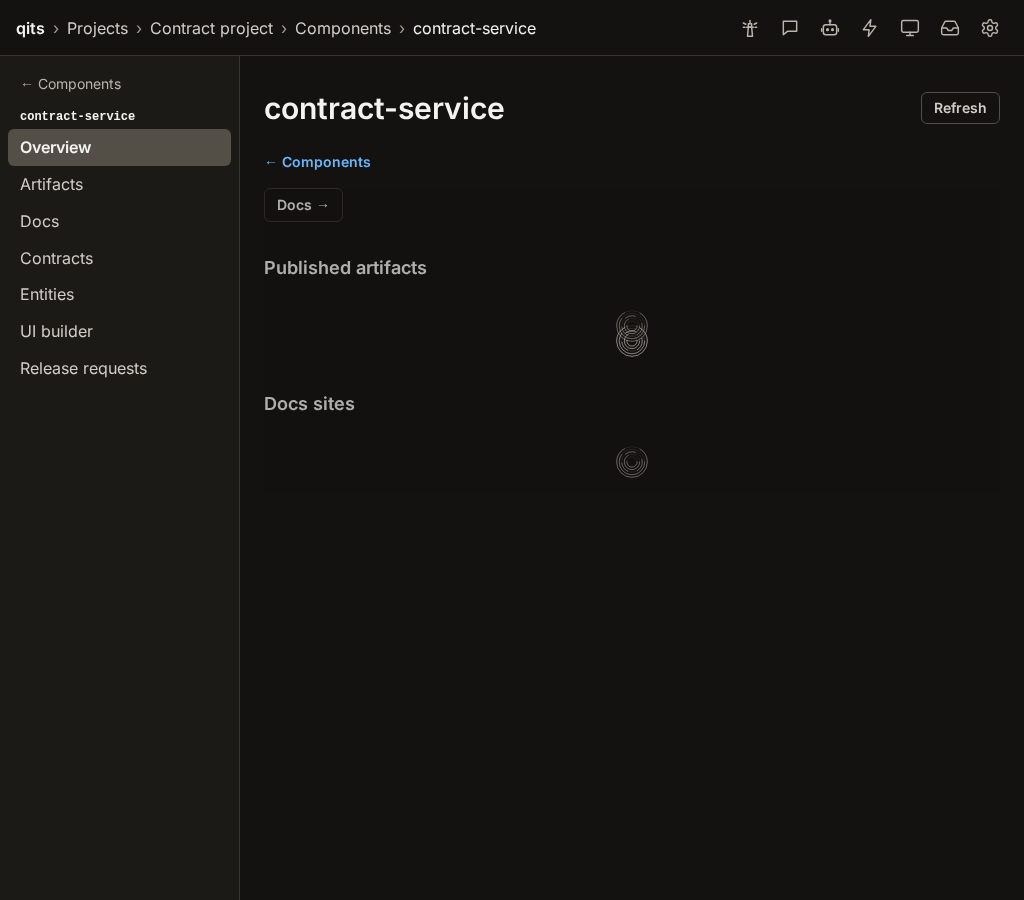 qits › Projects › Contract project › Components › contract-service
← Components
contract-service
Overview
Artifacts
Docs
Contracts
Entities
UI builder
Release requests
contract-service
Refresh
← Components
Docs →
Published artifacts
Docs sites